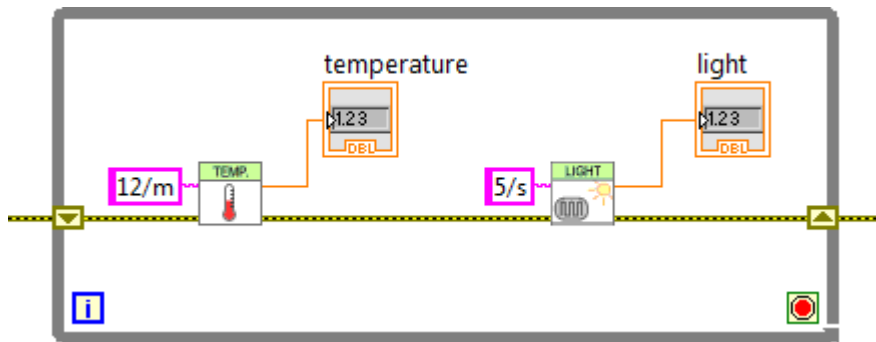 temperature
light
1.23
DBL
1.23
DBL
TEMP.
12/m
LIGHT
5/s
i